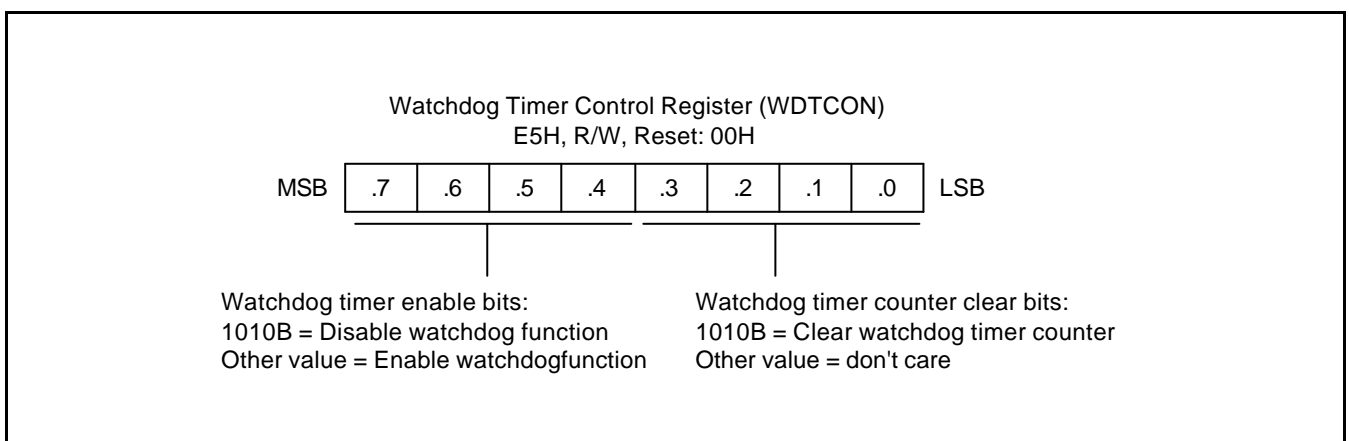 Watchdog Timer Control Register (WDTCON)
E5H, R/W, Reset: 00H
MSB .7 .6 .5 .4 .3 .2 .1 .0 LSB
Watchdog timer enable bits:
1010B = Disable watchdog function
Other value = Enable watchdogfunction
Watchdog timer counter clear bits:
1010B = Clear watchdog timer counter
Other value = don't care